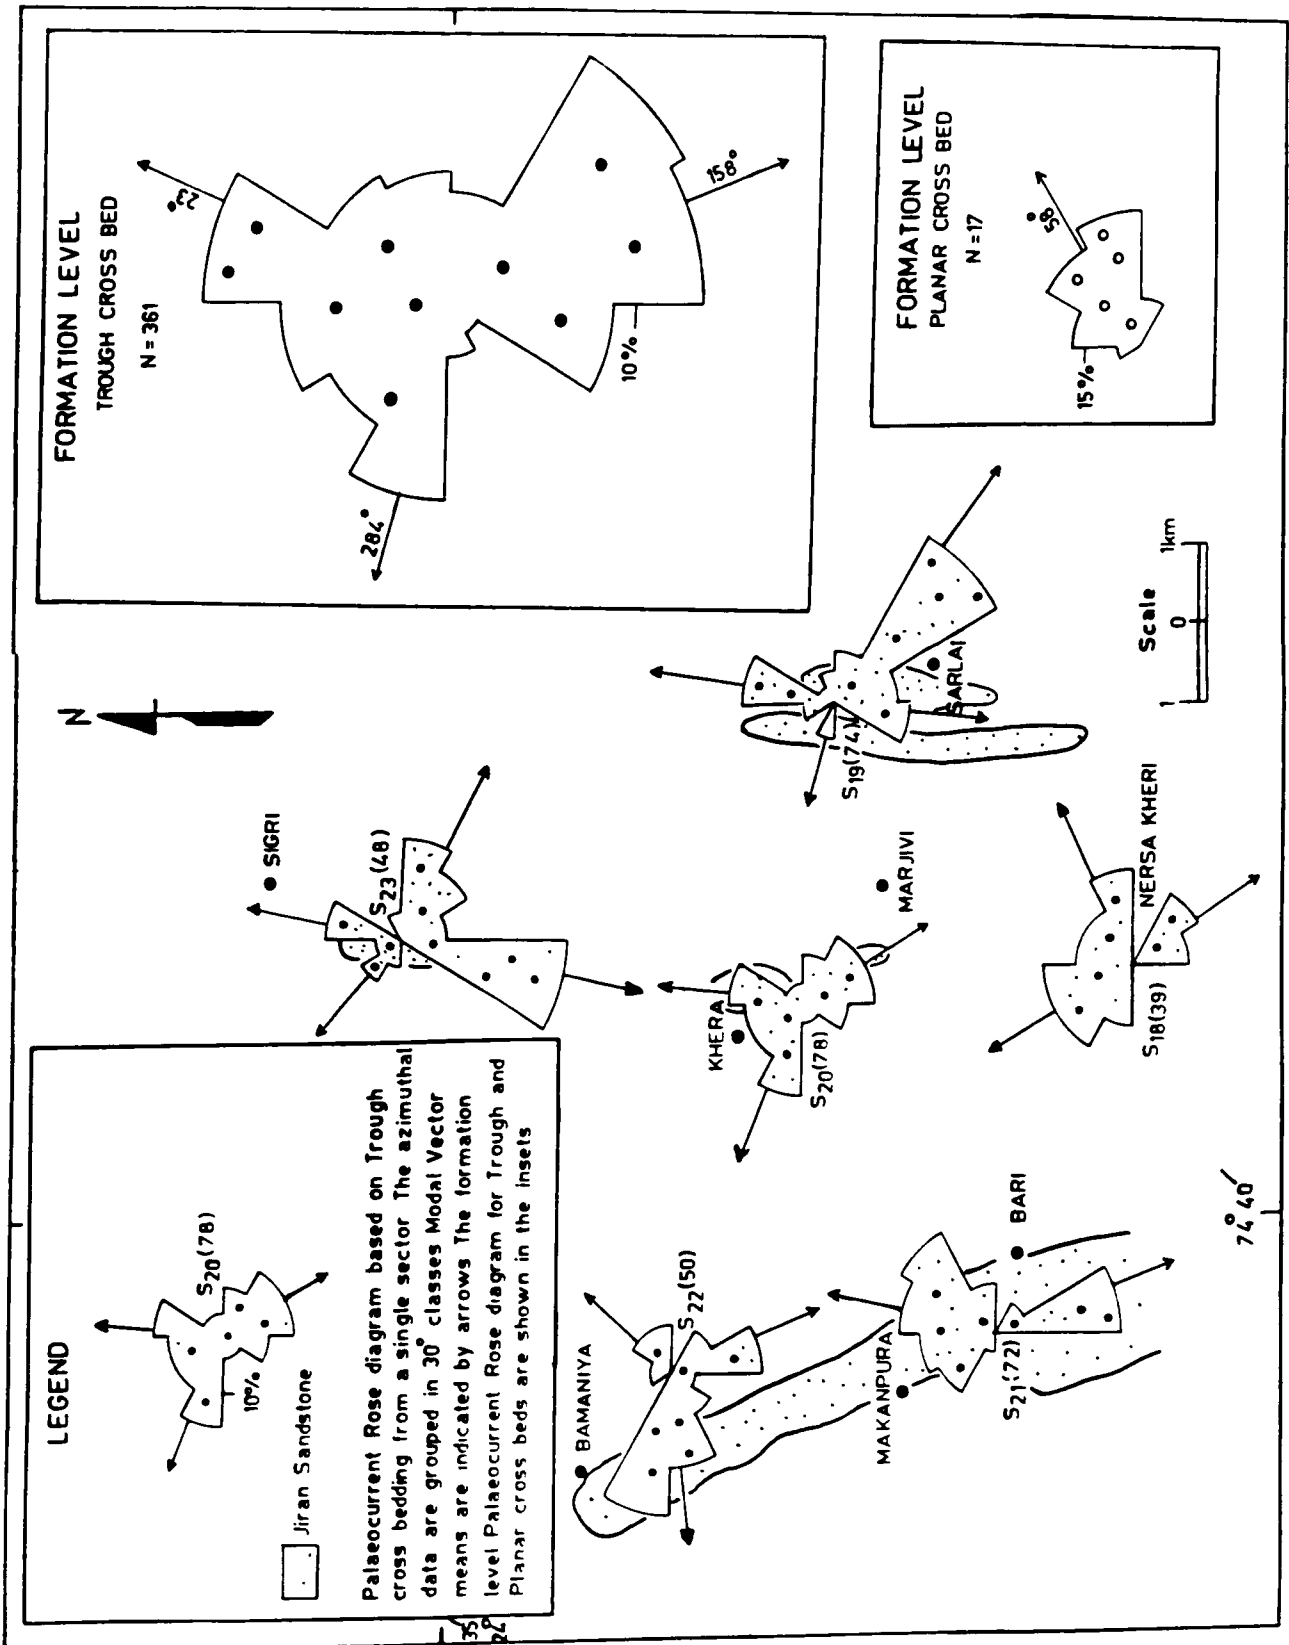 LEGEND
S20(78)
10%
Jiran Sandstone
Palaeocurrent Rose diagram based on Trough
cross bedding from a single sector The azimuthal
data are grouped in 30° classes Modal Vector
means are indicated by arrows The formation
level Palaeocurrent Rose diagram for Trough and
Planar cross beds are shown in the insets
35
24°
N
FORMATION LEVEL
TROUGH CROSS BED
N=361
23°
284°
158°
10%
FORMATION LEVEL
PLANAR CROSS BED
N=17
58°
15%
SIGRI
S23(48)
KHERA
S20(78)
MARJIVI
S19(74)
SARLAI
BAMANIYA
S22(50)
MAKANPURA
S21(72)
BARI
NERSA KHERI
S18(39)
Scale
1 0 1km
74°40'